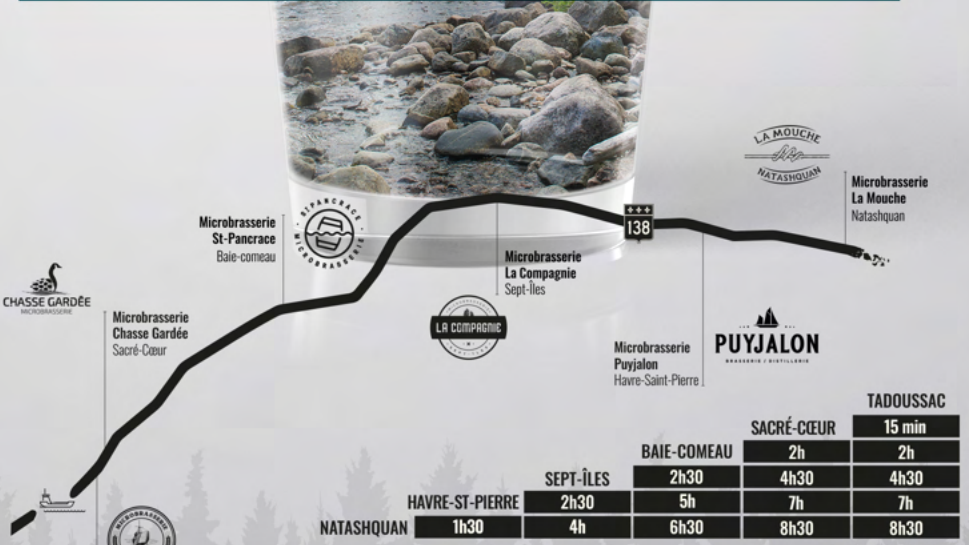 LA MOUCHE
NATASHQUAN
Microbrasserie
La Mouche
Natashquan
ST-PANCRACE
MICROBRASSERIE
Microbrasserie
St-Pancrace
Baie-comeau
138
Microbrasserie
La Compagnie
Sept-Îles
CHASSE GARDÉE
MICROBRASSERIE
Microbrasserie
Chasse Gardée
Sacré-Cœur
LA COMPAGNIE
Microbrasserie
Puyjalon
Havre-Saint-Pierre
PUYJALON
BRASSERIE / DISTILLERIE
TADOUSSAC
SACRÉ-CŒUR 15 min
BAIE-COMEAU 2h 2h
SEPT-ÎLES 2h30 4h30 4h30
HAVRE-ST-PIERRE 2h30 5h 7h 7h
NATASHQUAN 1h30 4h 6h30 8h30 8h30
MICROBRASSERIE